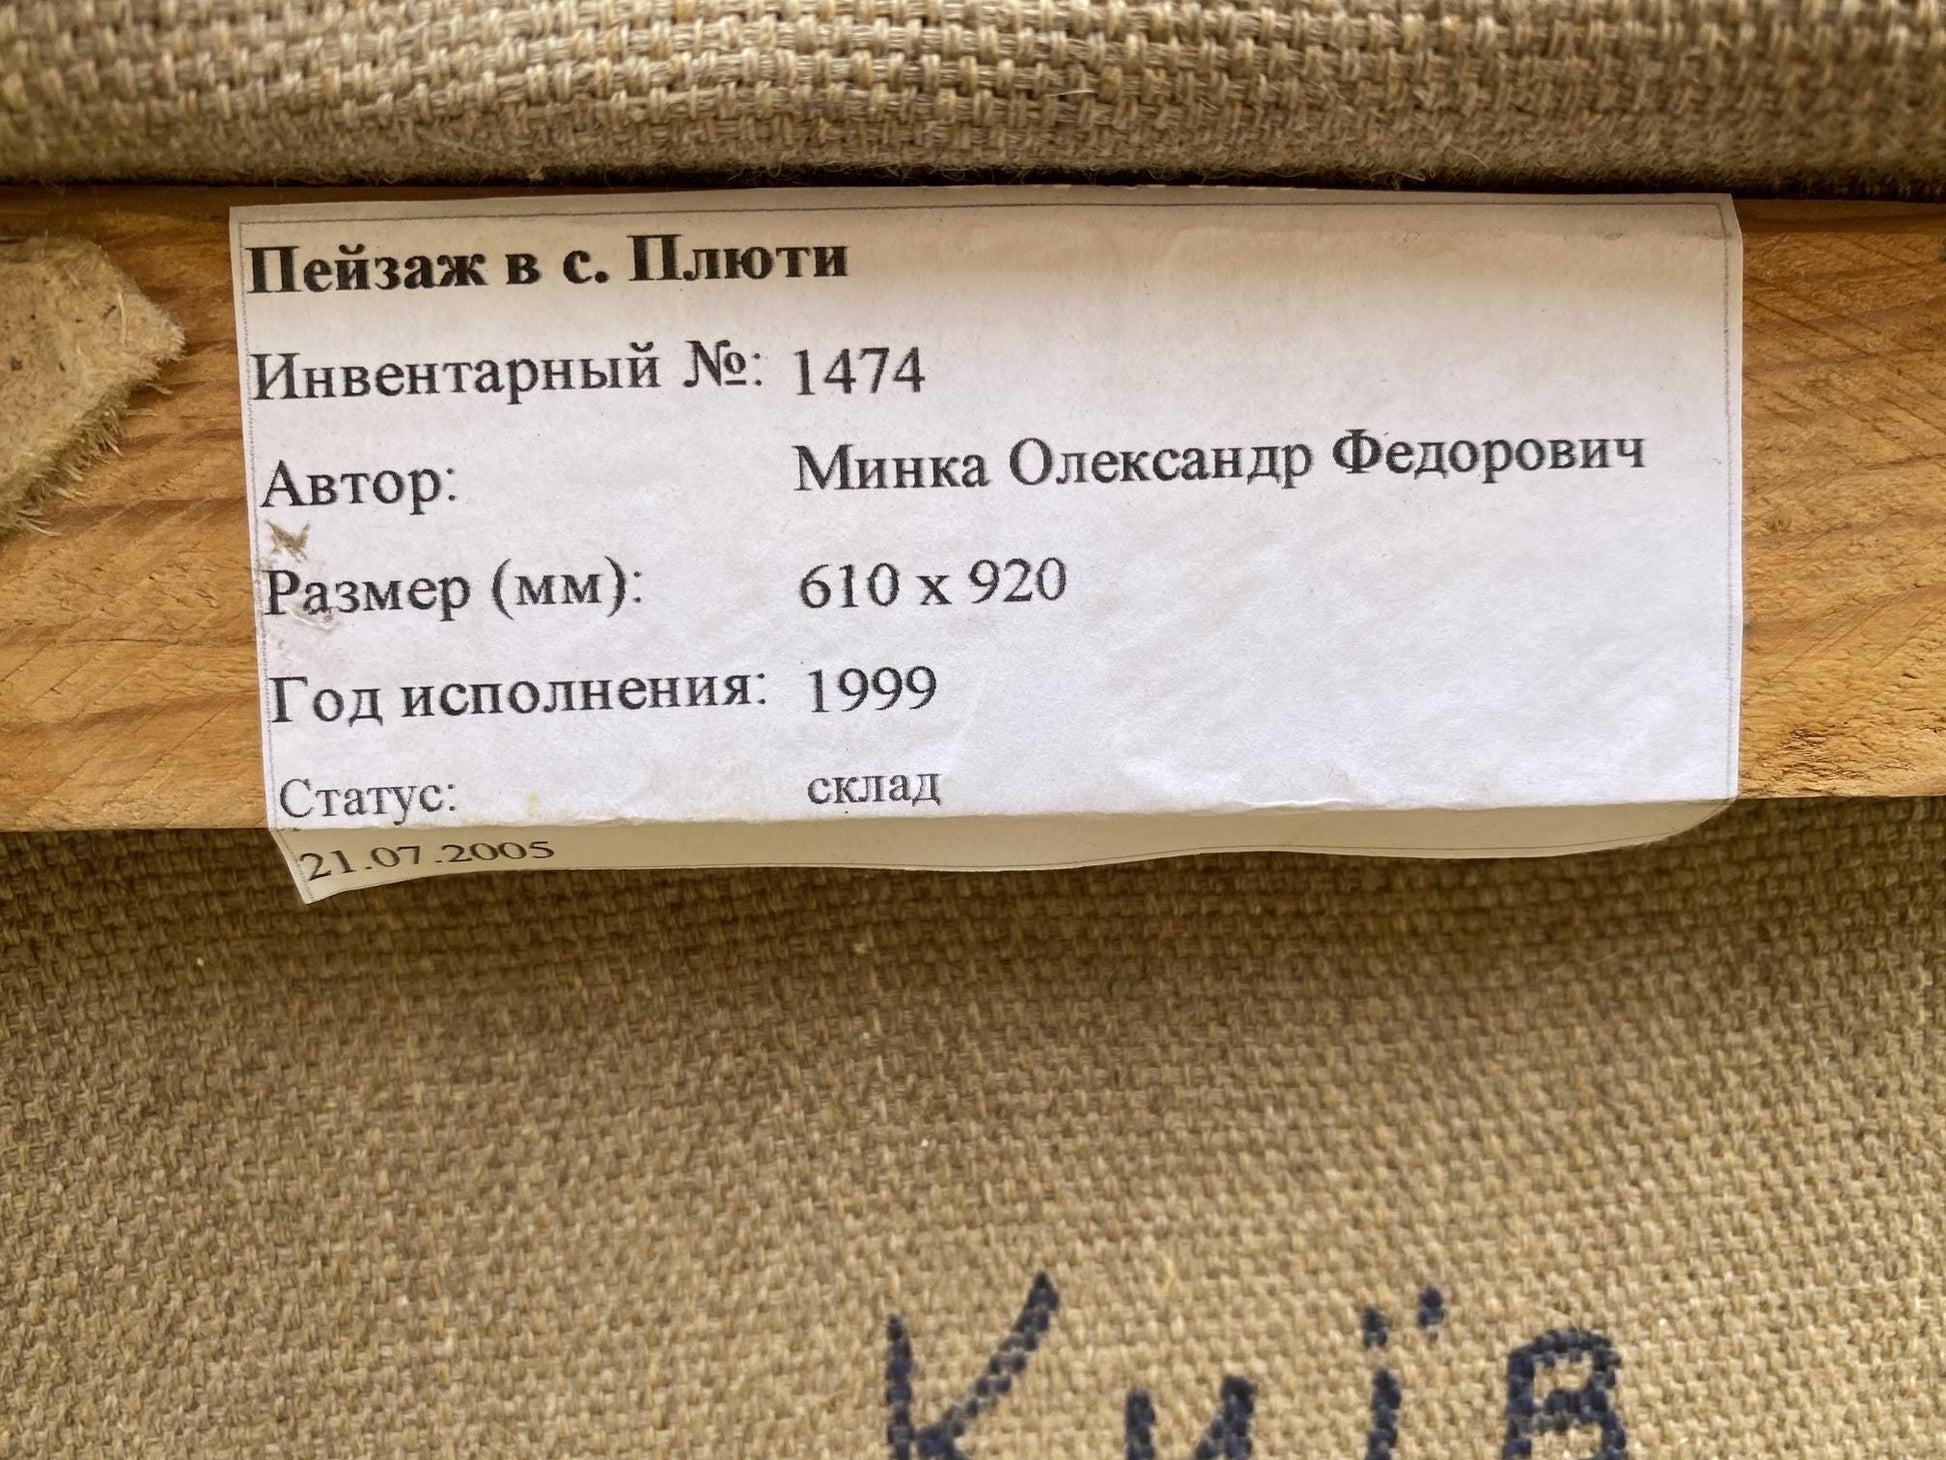 Пейзаж в с. Плюти
Инвентарный №: 1474
Автор: Минка Олександр Федорович
Размер (мм): 610 x 920
Год исполнения: 1999
Статус: склад
21.07.2005
Київ